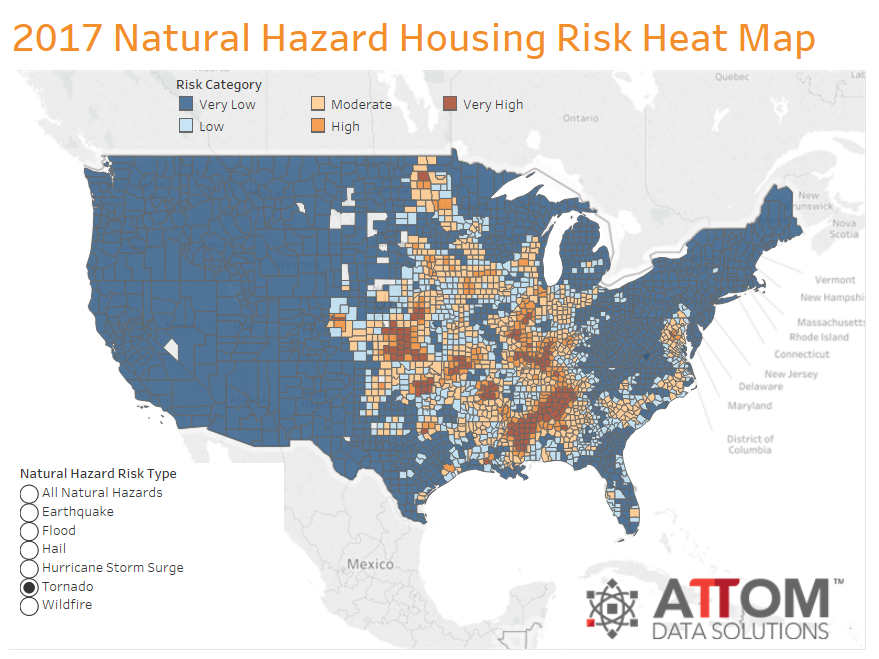 2017 Natural Hazard Housing Risk Heat Map
Risk Category
Very Low
Moderate
Very High
Low
High
Quebec
Ontario
New
Nova
Scotia
Vermont
New Hampshi
Massachusetts
Rhode Island
Connecticut
New Jersey
Delaware
Maryland
District of
Columbia
Natural Hazard Risk Type
All Natural Hazards
Earthquake
Flood
Hail
Hurricane Storm Surge
Tornado
Wildfire
Mexico
ATTOM™
DATA SOLUTIONS